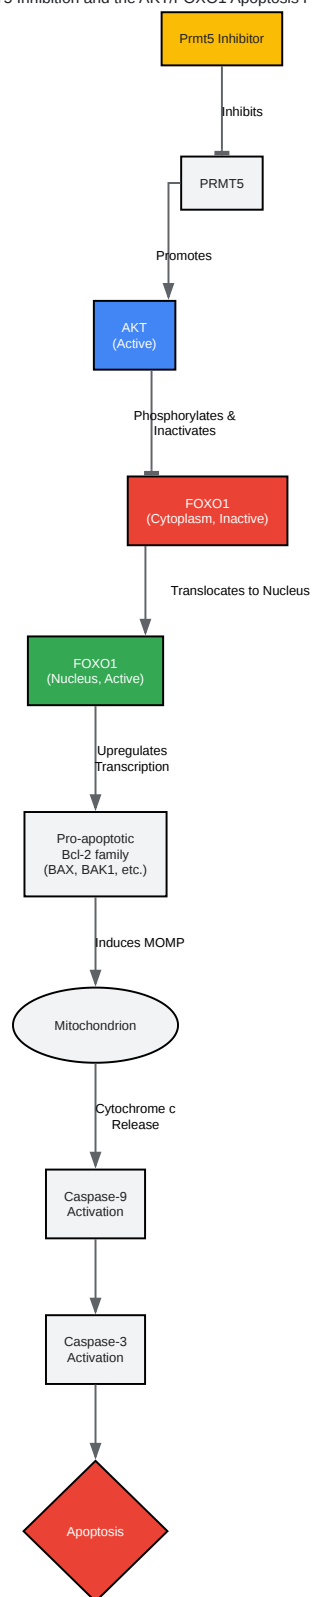 5 Inhibition and the AKT/FOXO1 Apoptosis
Prmt5 Inhibitor
Inhibits
PRMT5
Promotes
AKT
(Active)
Phosphorylates &
Inactivates
FOXO1
(Cytoplasm, Inactive)
Translocates to Nucleus
FOXO1
(Nucleus, Active)
Upregulates
Transcription
Pro-apoptotic
Bcl-2 family
(BAX, BAK1, etc.)
Induces MOMP
Mitochondrion
Cytochrome c
Release
Caspase-9
Activation
Caspase-3
Activation
Apoptosis